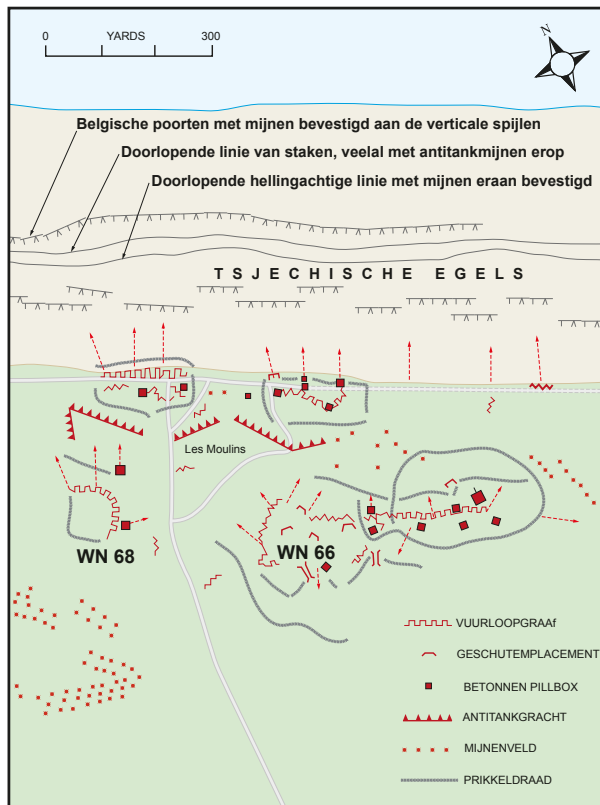 0 YARDS 300
N
Belgische poorten met mijnen bevestigd aan de verticale spijlen
Doorlopende linie van staken, veelal met antitankmijnen erop
Doorlopende hellingachtige linie met mijnen eraan bevestigd
TSJECHISCHE EGELS
Les Moulins
WN 68
WN 66
VUURLOOPGRAAf
GESCHUTEMPLACEMENT
BETONNEN PILLBOX
ANTITANKGRACHT
MIJNENVELD
PRIKKELDRAAD